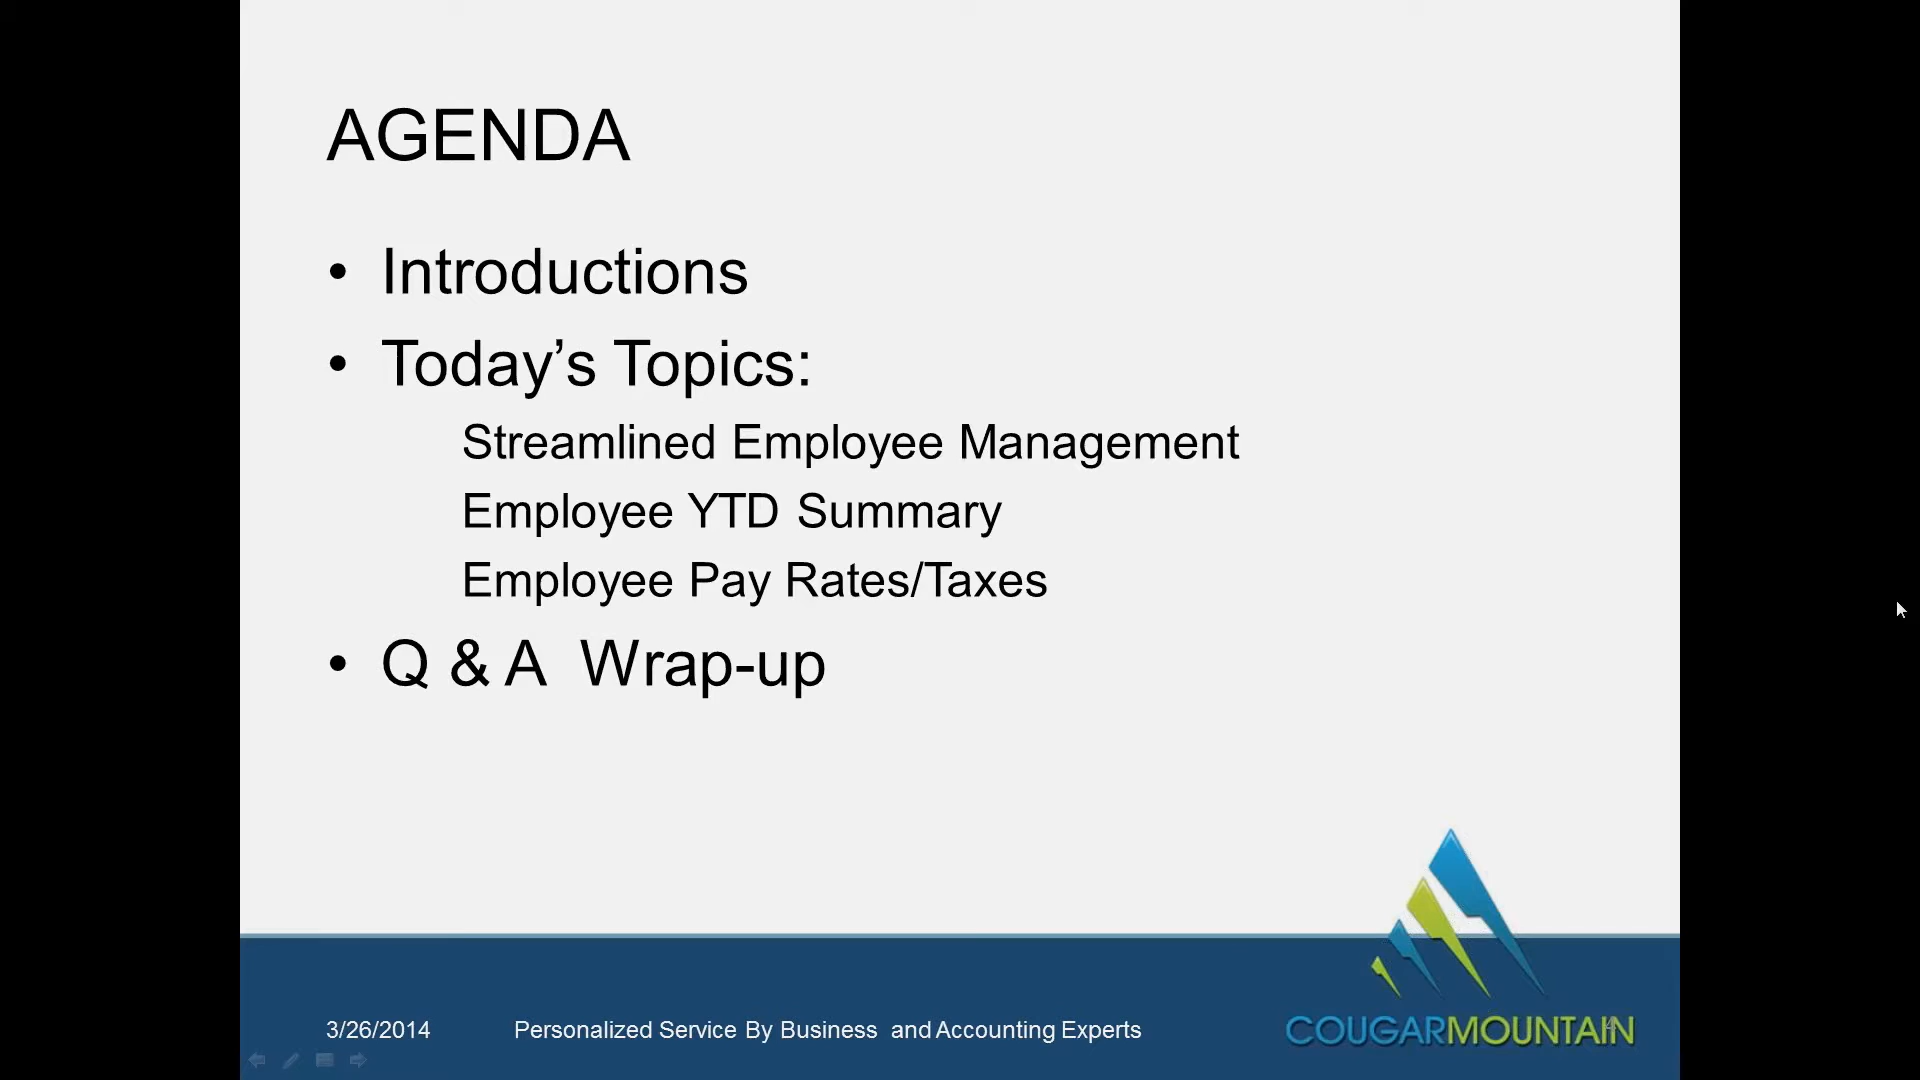 AGENDA
• Introductions
• Today’s Topics:
Streamlined Employee Management
Employee YTD Summary
Employee Pay Rates/Taxes
• Q & A Wrap-up
3/26/2014 Personalized Service By Business and Accounting Experts
COUGARMOUNTAIN